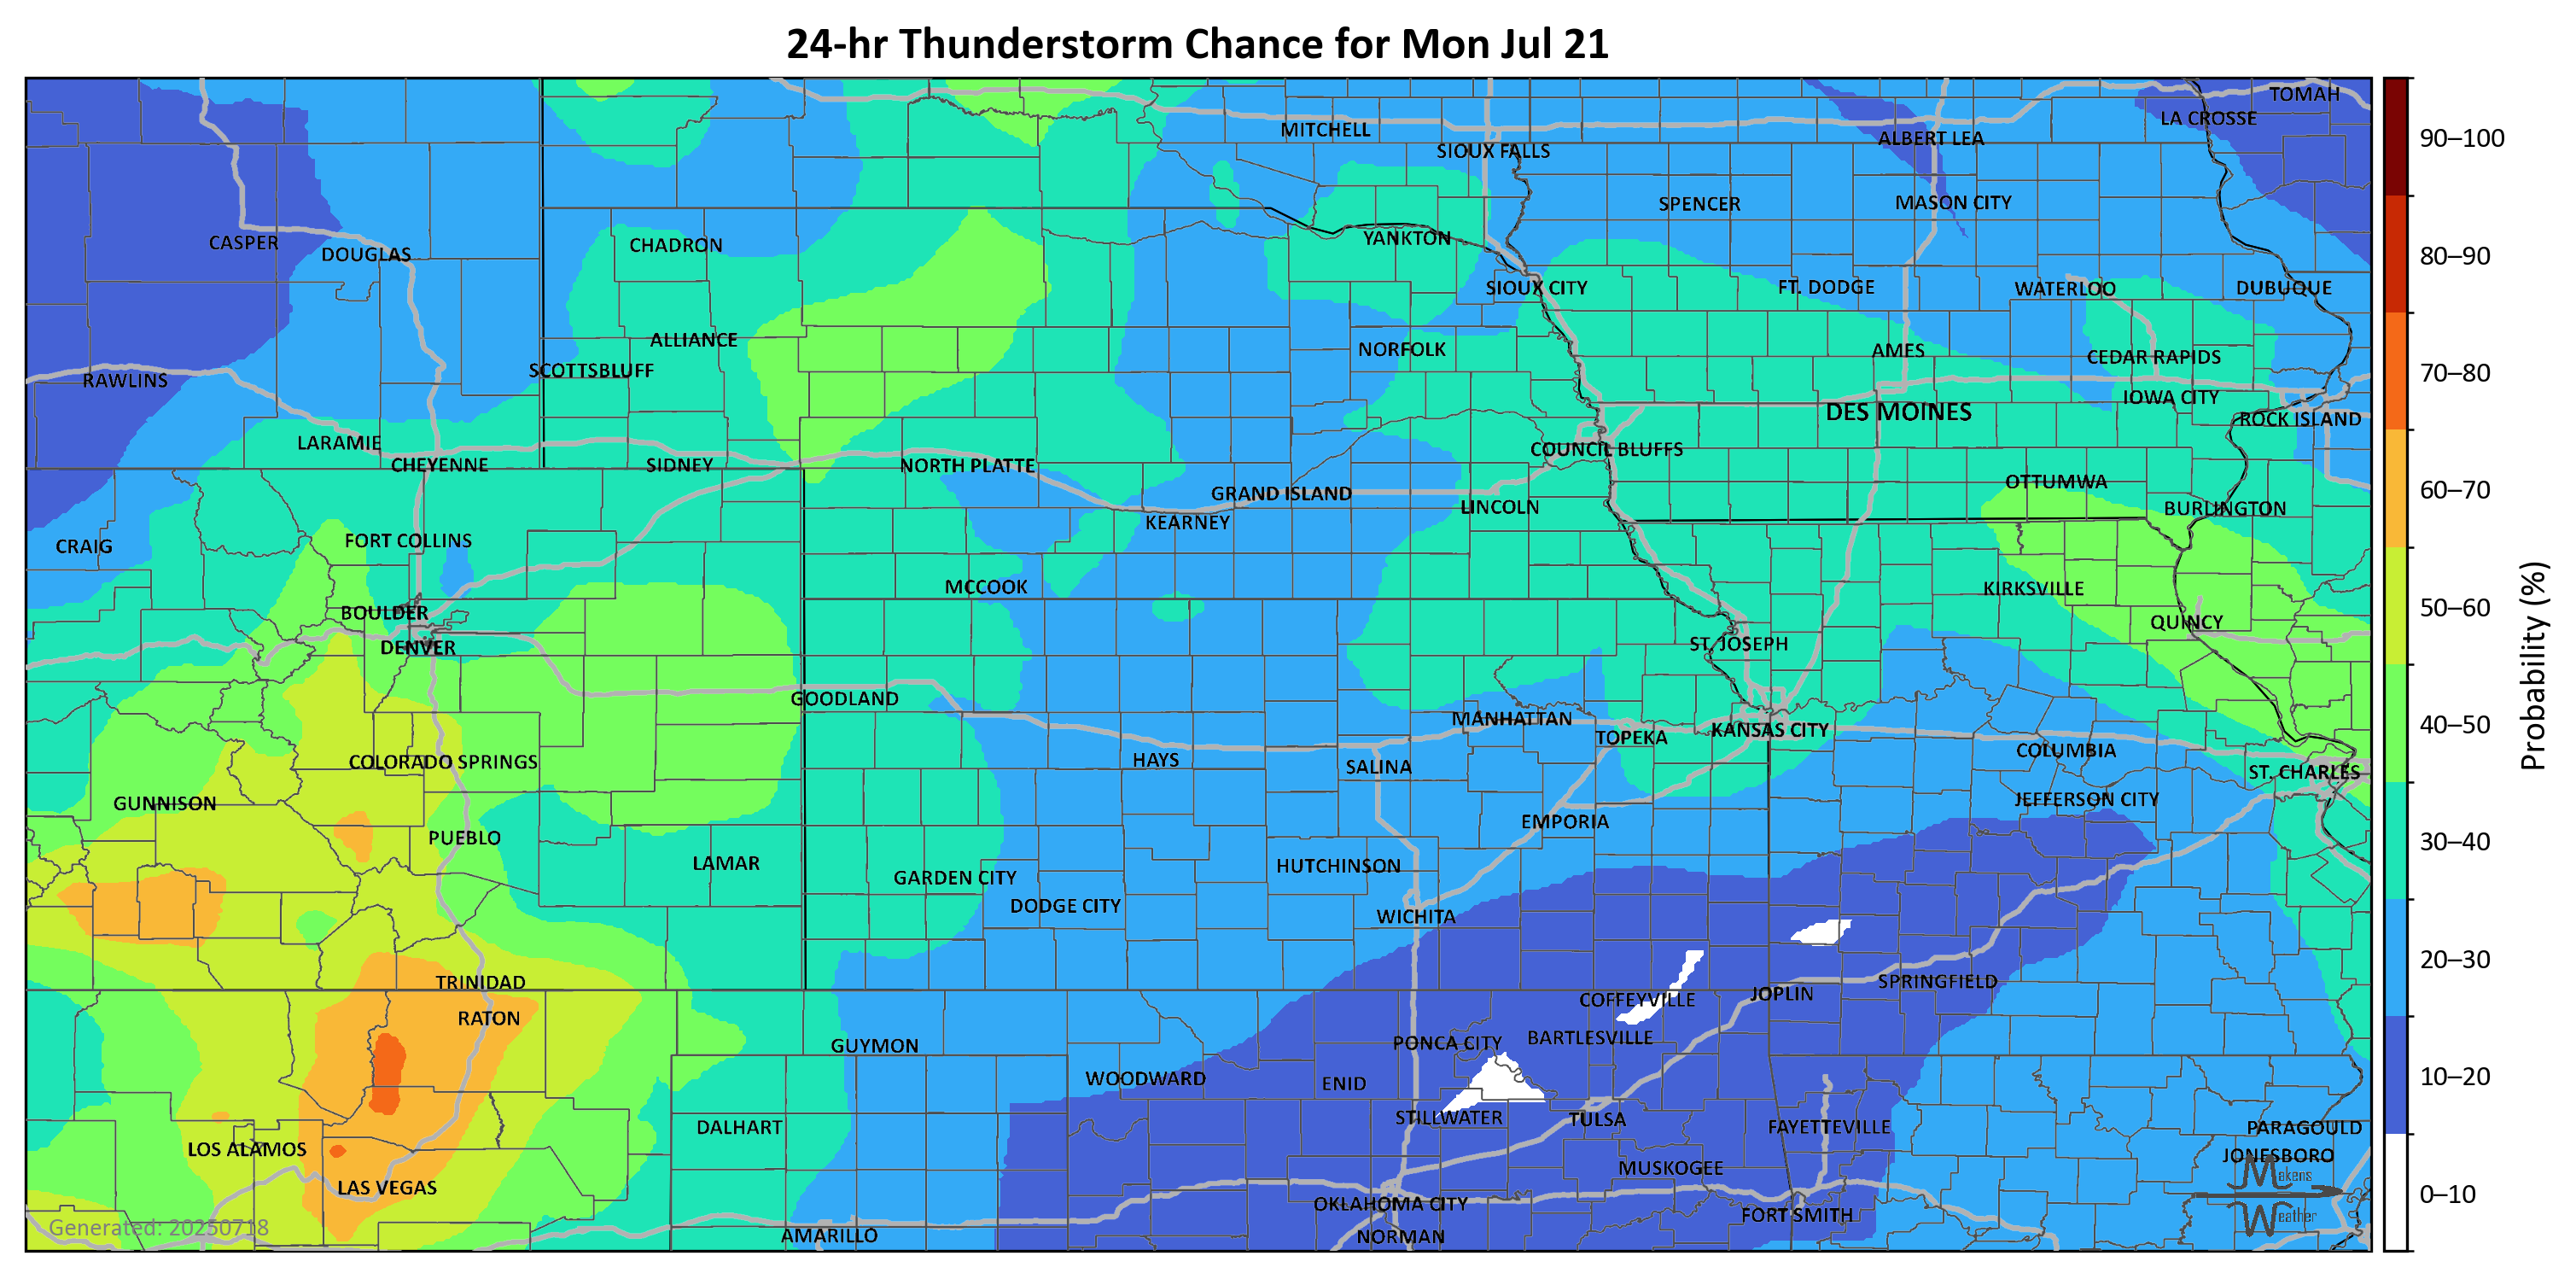 24-hr Thunderstorm Chance for Mon Jul 21
TOMAH
LA CROSSE
MITCHELL
ALBERT LEA
SIOUX FALLS
SPENCER
MASON CITY
CASPER
DOUGLAS
CHADRON
YANKTON
SIOUX CITY
FT. DODGE
WATERLOO
DUBUQUE
ALLIANCE
NORFOLK
AMES
CEDAR RAPIDS
RAWLINS
SCOTTSBLUFF
IOWA CITY
DES MOINES
ROCK ISLAND
LARAMIE
COUNCIL BLUFFS
CHEYENNE
SIDNEY
NORTH PLATTE
OTTUMWA
GRAND ISLAND
LINCOLN
BURLINGTON
KEARNEY
CRAIG
FORT COLLINS
MCCOOK
KIRKSVILLE
BOULDER
QUINCY
DENVER
ST. JOSEPH
GOODLAND
MANHATTAN
TOPEKA
KANSAS CITY
COLUMBIA
COLORADO SPRINGS
HAYS
SALINA
ST. CHARLES
GUNNISON
JEFFERSON CITY
EMPORIA
PUEBLO
LAMAR
HUTCHINSON
GARDEN CITY
DODGE CITY
WICHITA
TRINIDAD
SPRINGFIELD
JOPLIN
COFFEYVILLE
RATON
BARTLESVILLE
GUYMON
PONCA CITY
WOODWARD
ENID
STILLWATER
TULSA
DALHART
FAYETTEVILLE
PARAGOULD
LOS ALAMOS
JONESBORO
MUSKOGEE
LAS VEGAS
OKLAHOMA CITY
FORT SMITH
AMARILLO
NORMAN
Generated: 20250718
Makens
Weather
90–100
80–90
70–80
60–70
50–60
40–50
30–40
20–30
10–20
0–10
Probability (%)